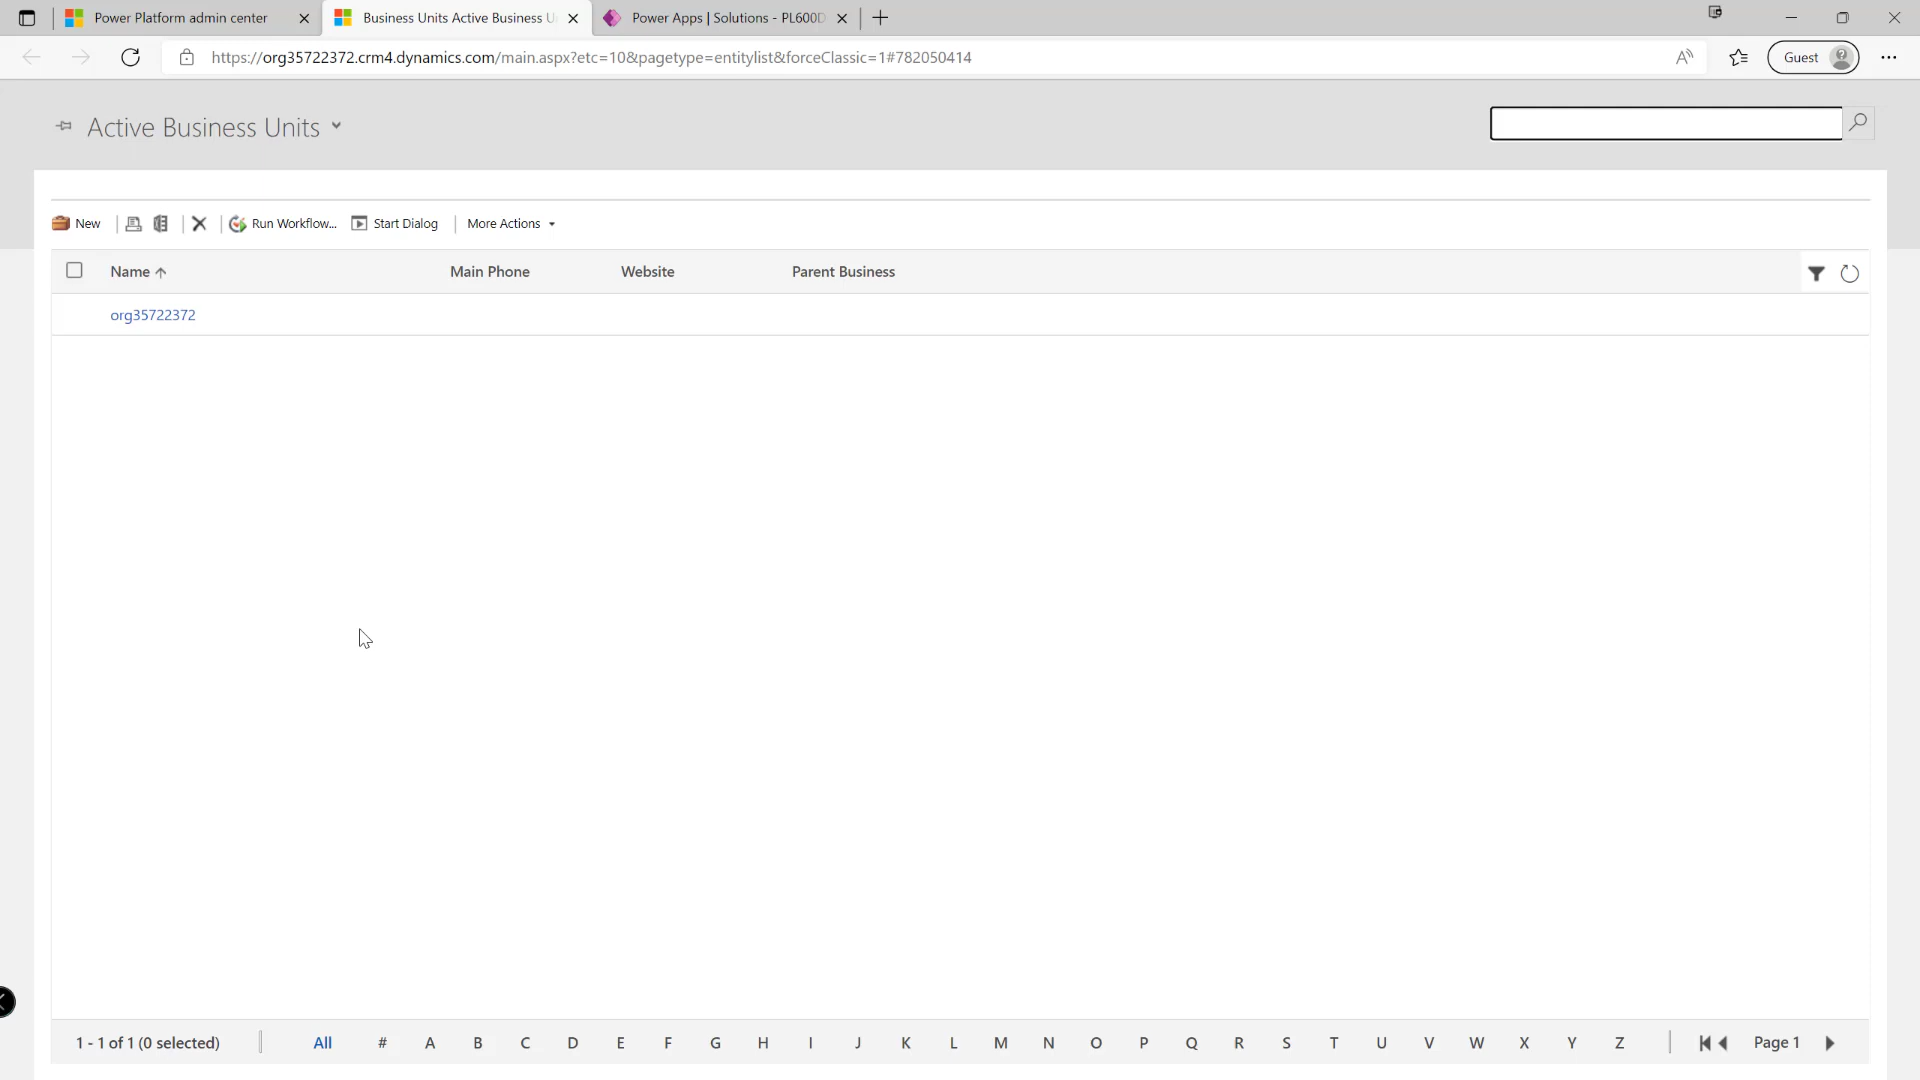 Power Platform admin center
Business Units Active Business U
Power Apps | Solutions - PL600D
https://org35722372.crm4.dynamics.com/main.aspx?etc=10&pagetype=entitylist&forceClassic=1#782050414
Guest
Active Business Units
New
Run Workflow...
Start Dialog
More Actions
Name
Main Phone
Website
Parent Business
org35722372
1 - 1 of 1 (0 selected)
All # A B C D E F G H I J K L M N O P Q R S T U V W X Y Z
Page 1